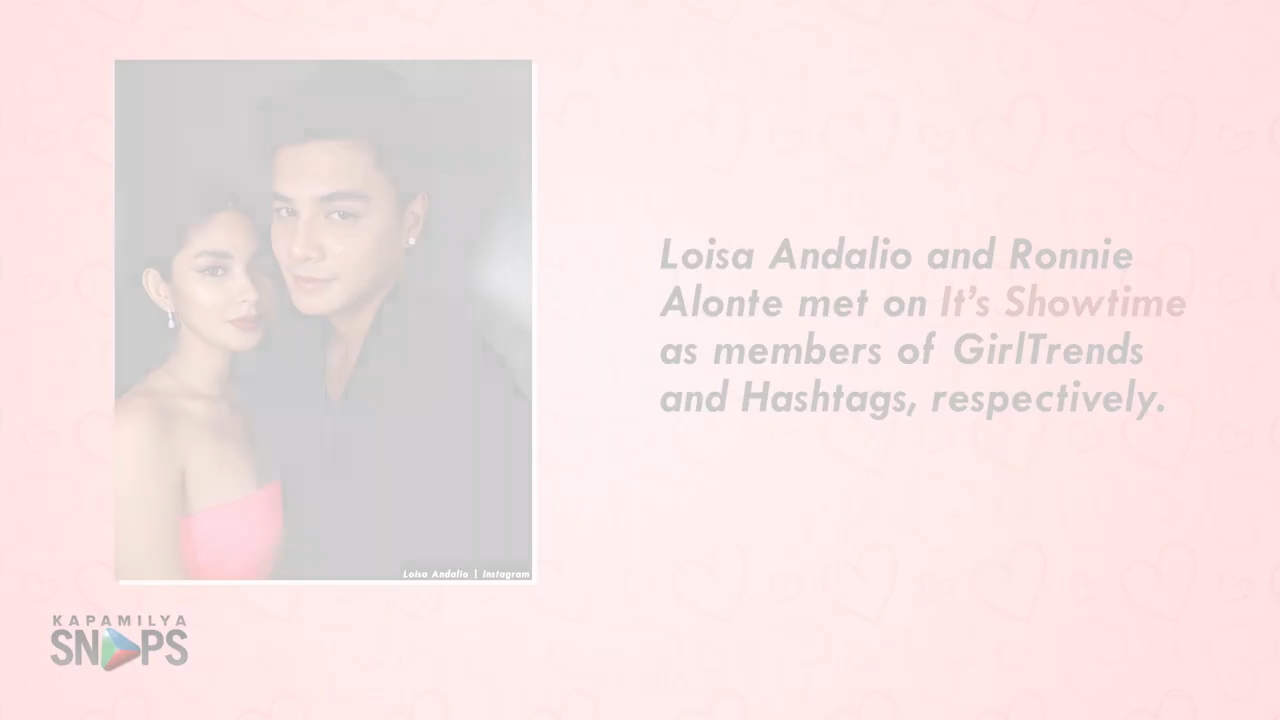 Loisa Andalio and Ronnie
Alonte met on It's Showtime
as members of GirlTrends
and Hashtags, respectively.
Loisa Andalio | Instagram
KAPAMILYA
SNAPS